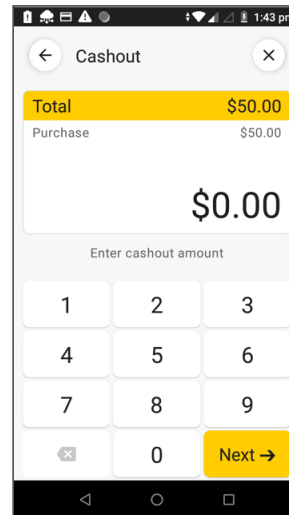 1:43 pm
Cashout
Total $50.00
Purchase $50.00
$0.00
Enter cashout amount
1 2 3
4 5 6
7 8 9
0 Next →